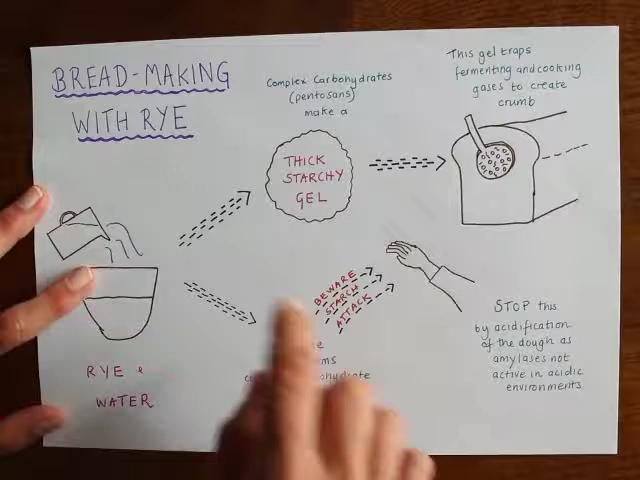 BREAD-MAKING
WITH RYE
Complex Carbohydrates
(pentosans)
make a
THICK
STARCHY
GEL
This gel traps
fermenting and cooking
gases to create
crumb
BEWARE
STARCH
ATTACK
STOP this
by acidification
of the dough as
amylases not
active in acidic
environments
RYE &
WATER